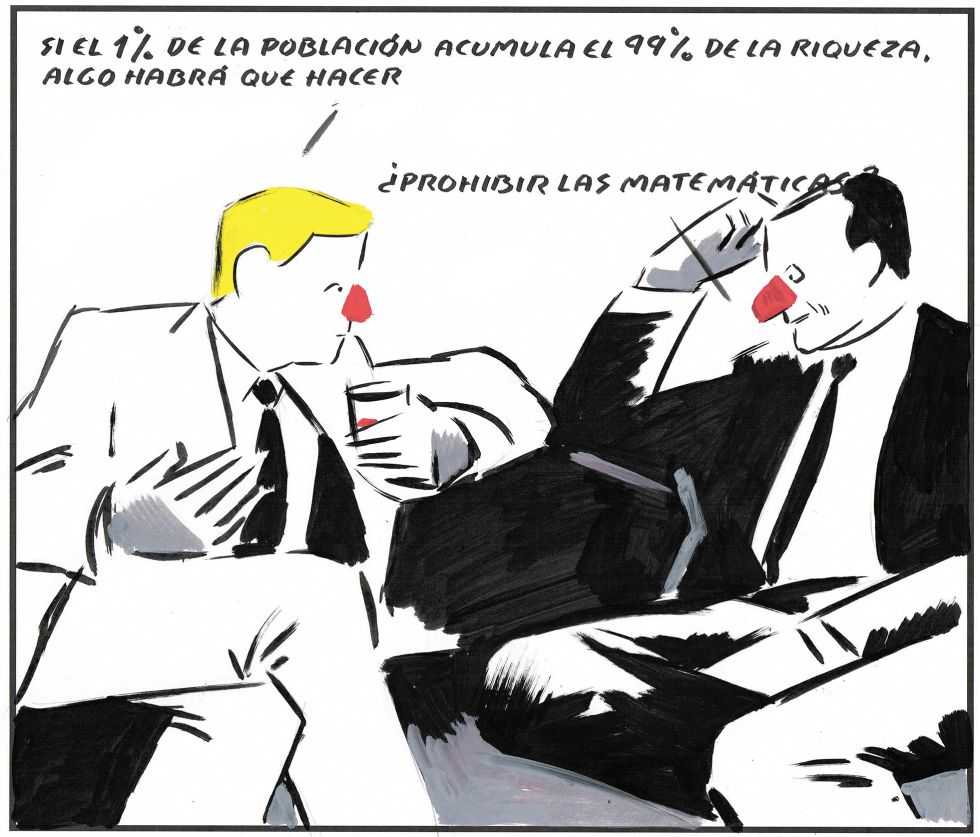 SI EL 1% DE LA POBLACIÓN ACUMULA EL 99% DE LA RIQUEZA,
ALGO HABRÁ QUE HACER
¿PROHIBIR LAS MATEMÁTICAS?